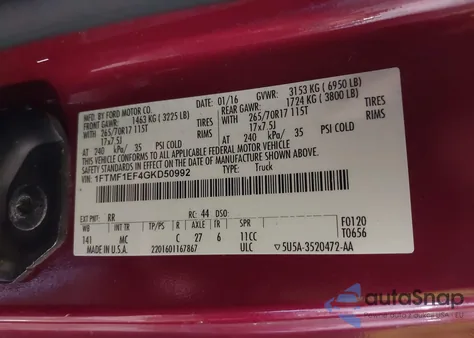 MFD. BY FORD MOTOR CO. 01/16 GVWR: 3153 KG ( 6950 LB)
FRONT GAWR: 1463 KG ( 3225 LB) REAR GAWR: 1724 KG ( 3800 LB)
WITH 265/70R17 115T TIRES WITH 265/70R17 115T TIRES
17x7.5J RIMS 17x7.5J RIMS
AT 240 kPa/ 35 PSI COLD AT 240 kPa/ 35 PSI COLD
THIS VEHICLE CONFORMS TO ALL APPLICABLE FEDERAL MOTOR VEHICLE
SAFETY STANDARDS IN EFFECT ON THE DATE OF MANUFACTURE SHOWN ABOVE.
VIN: 1FTMF1EF4GKD50992 TYPE: Truck
F0120
T0656
EXT PNT: RR RC: 44 DSO:
WB INT TR TP/PS R AXLE TR SPR
141 MC C 27 6 11CC
MADE IN U.S.A. 2201601167867 ULC 5U5A-3520472-AA
autoSnap